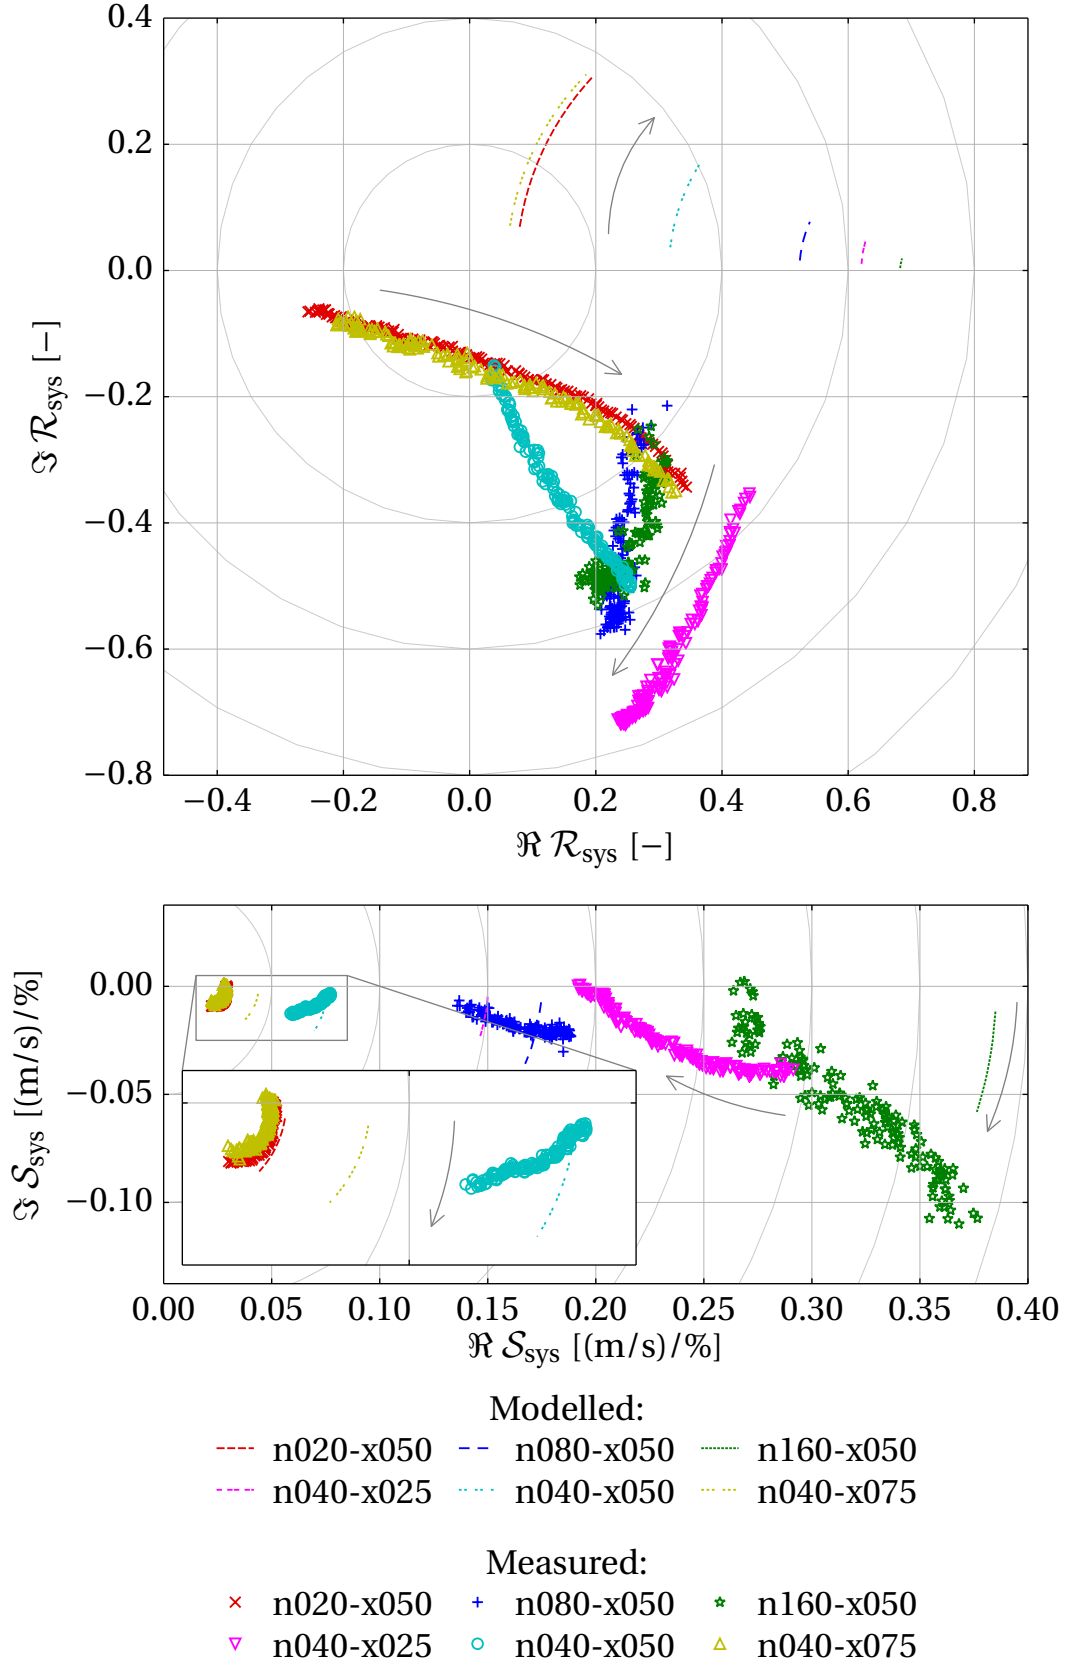 0.4
0.2
0.0
−0.2
−0.4
−0.6
−0.8
ℑ ℛsys [−]
−0.4 −0.2 0.0 0.2 0.4 0.6 0.8
ℜ ℛsys [−]
0.00
−0.05
−0.10
ℑ 𝒮sys [(m/s)/%]
0.00 0.05 0.10 0.15 0.20 0.25 0.30 0.35 0.40
ℜ 𝒮sys [(m/s)/%]
Modelled:
n020-x050 n080-x050 n160-x050
n040-x025 n040-x050 n040-x075
Measured:
n020-x050 n080-x050 n160-x050
n040-x025 n040-x050 n040-x075